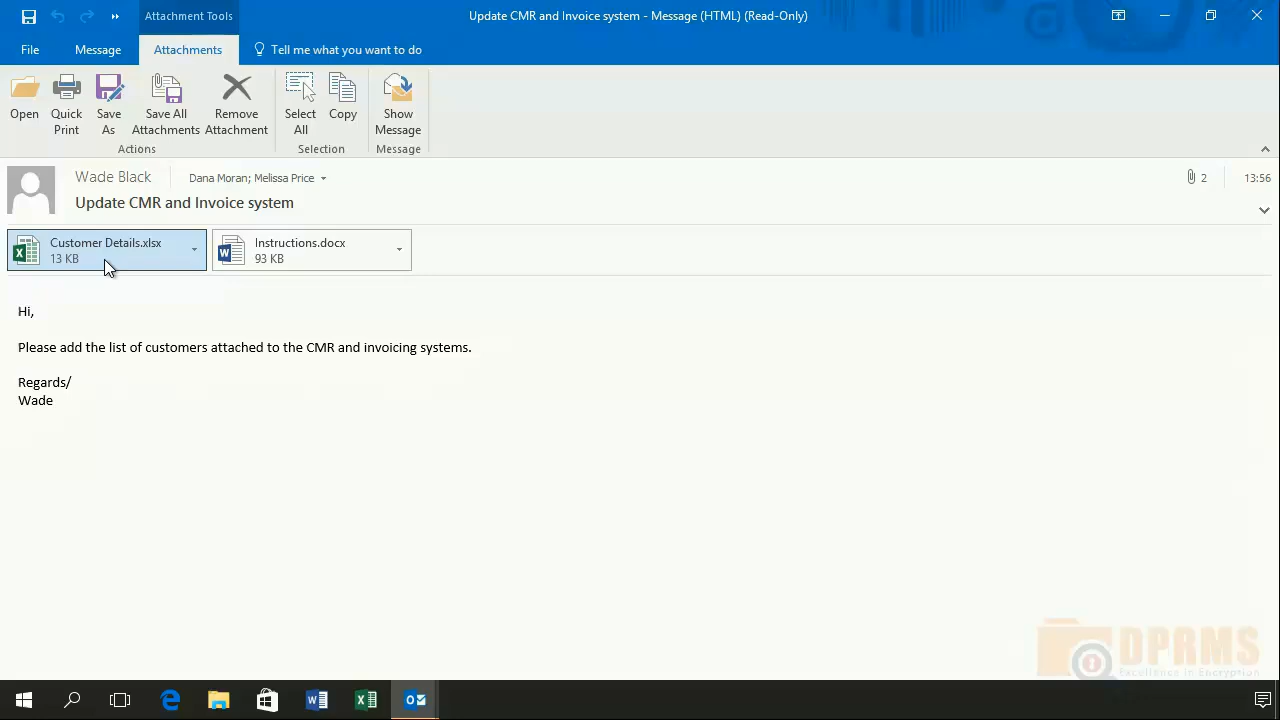 Attachment Tools
Update CMR and Invoice system - Message (HTML) (Read-Only)
File Message Attachments Tell me what you want to do
Open Quick Print Save As Save All Attachments Remove Attachment Select All Copy Show Message
Actions Selection Message
Wade Black Dana Moran; Melissa Price 2 13:56
Update CMR and Invoice system
Customer Details.xlsx Instructions.docx
13 KB 93 KB
Hi,
Please add the list of customers attached to the CMR and invoicing systems.
Regards/
Wade
DPRMS
Excellence in Encryption